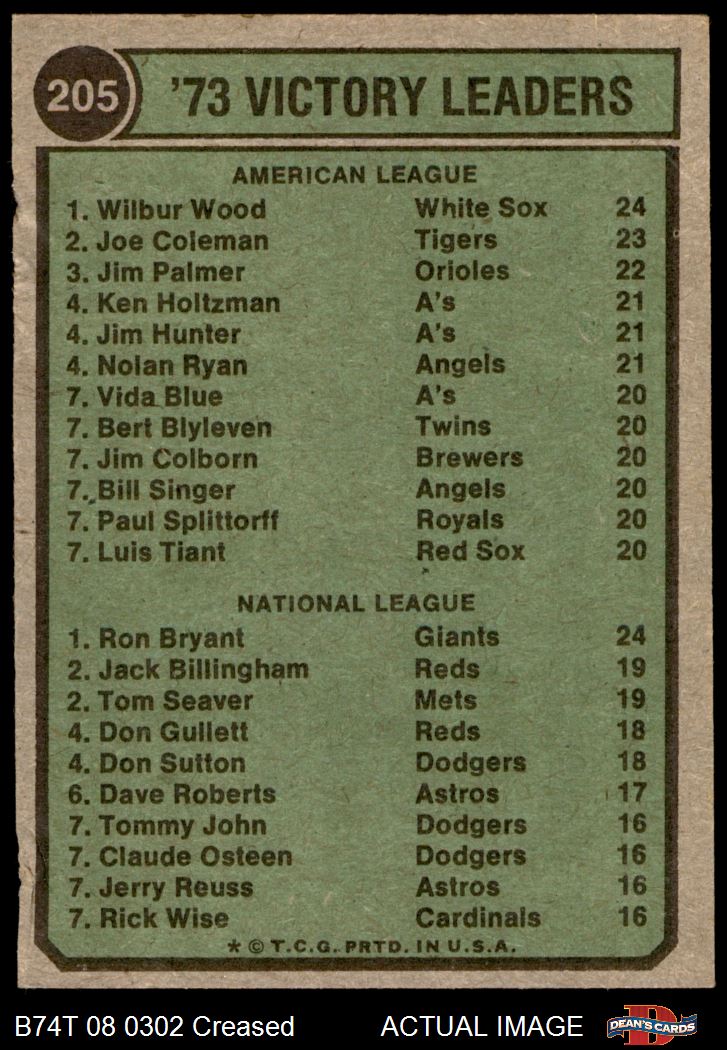 205 '73 VICTORY LEADERS
AMERICAN LEAGUE
1. Wilbur Wood White Sox 24
2. Joe Coleman Tigers 23
3. Jim Palmer Orioles 22
4. Ken Holtzman A's 21
4. Jim Hunter A's 21
4. Nolan Ryan Angels 21
7. Vida Blue A's 20
7. Bert Blyleven Twins 20
7. Jim Colborn Brewers 20
7. Bill Singer Angels 20
7. Paul Splittorff Royals 20
7. Luis Tiant Red Sox 20
NATIONAL LEAGUE
1. Ron Bryant Giants 24
2. Jack Billingham Reds 19
2. Tom Seaver Mets 19
4. Don Gullett Reds 18
4. Don Sutton Dodgers 18
6. Dave Roberts Astros 17
7. Tommy John Dodgers 16
7. Claude Osteen Dodgers 16
7. Jerry Reuss Astros 16
7. Rick Wise Cardinals 16
* © T.C.G. PRTD. IN U.S.A.
B74T 08 0302 Creased ACTUAL IMAGE DEAN'S CARDS